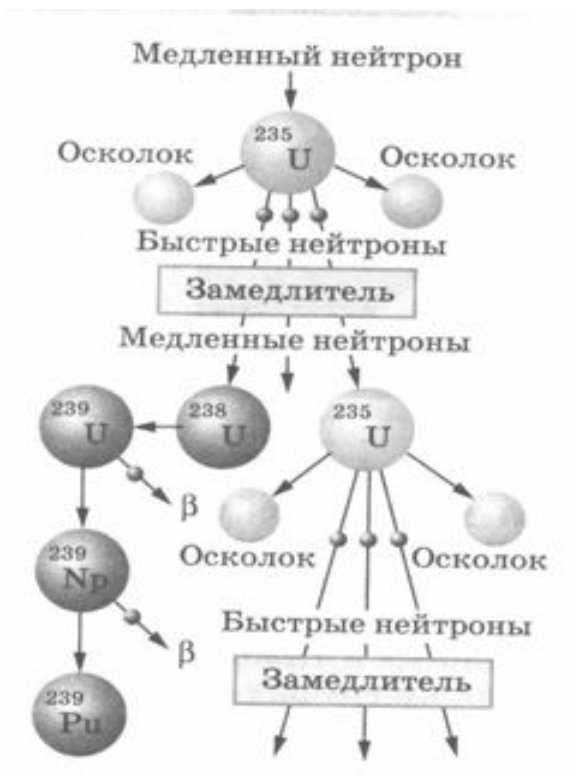 Медленный нейтрон
235
U
Осколок
Осколок
Быстрые нейтроны
Замедлитель
Медленные нейтроны
239
U
238
U
235
U
β
Осколок
Осколок
239
Np
β
Быстрые нейтроны
Замедлитель
239
Pu